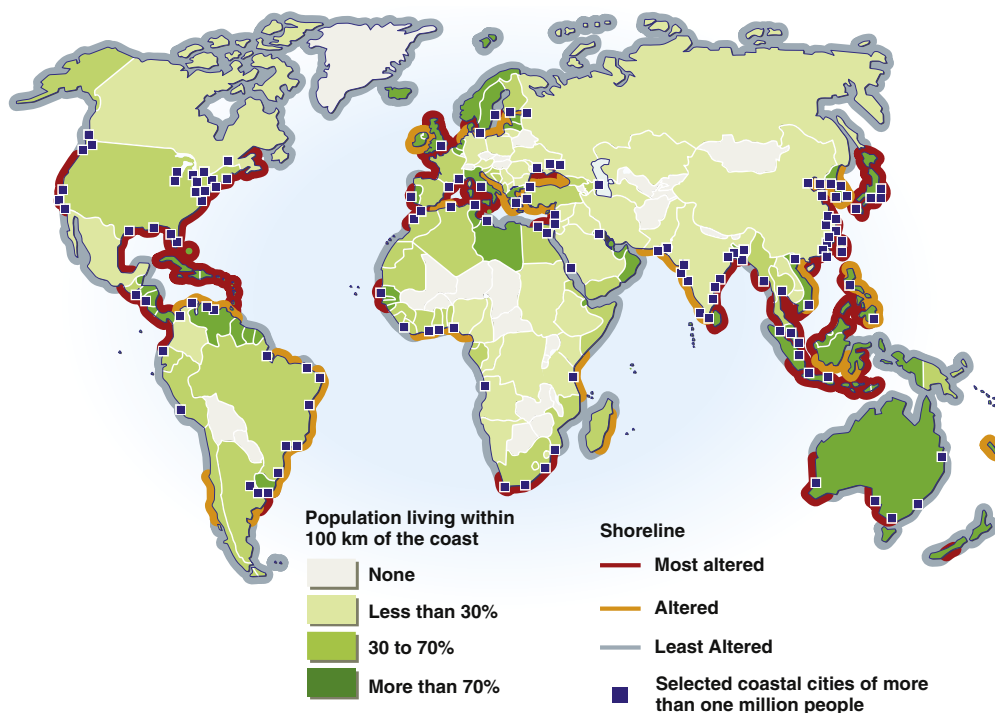 Population living within
100 km of the coast
None
Less than 30%
30 to 70%
More than 70%
Shoreline
Most altered
Altered
Least Altered
Selected coastal cities of more
than one million people